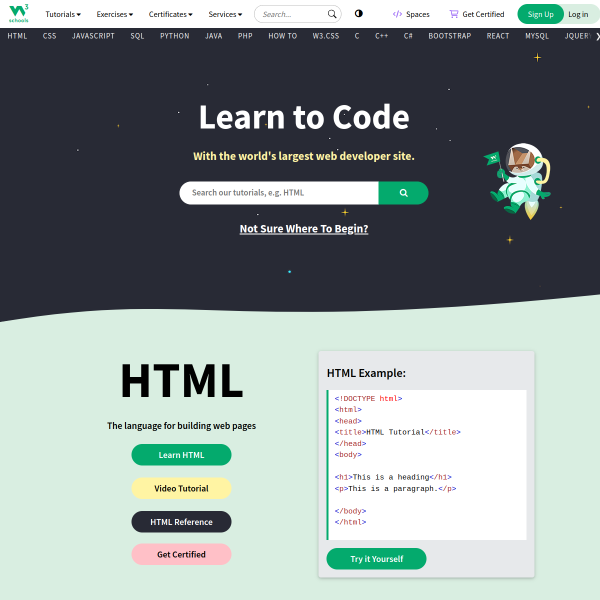 3
schools
Tutorials Exercises Certificates Services Search... Spaces Get Certified Sign Up Log in
HTML CSS JAVASCRIPT SQL PYTHON JAVA PHP HOW TO W3.CSS C C++ C# BOOTSTRAP REACT MYSQL JQUERY
Learn to Code
With the world's largest web developer site.
Search our tutorials, e.g. HTML
Not Sure Where To Begin?
HTML
The language for building web pages
Learn HTML
Video Tutorial
HTML Reference
Get Certified
HTML Example:
<!DOCTYPE html>
<html>
<head>
<title>HTML Tutorial</title>
</head>
<body>
<h1>This is a heading</h1>
<p>This is a paragraph.</p>
</body>
</html>
Try it Yourself